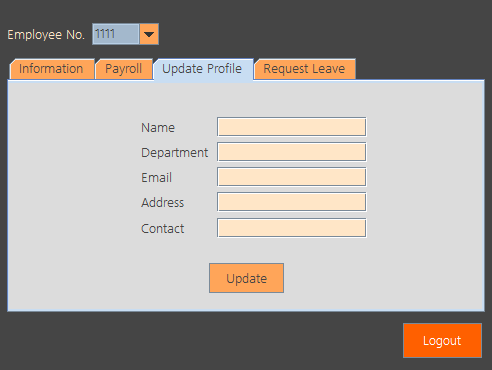 Employee No. 1111
Information Payroll Update Profile Request Leave
Name
Department
Email
Address
Contact
Update
Logout